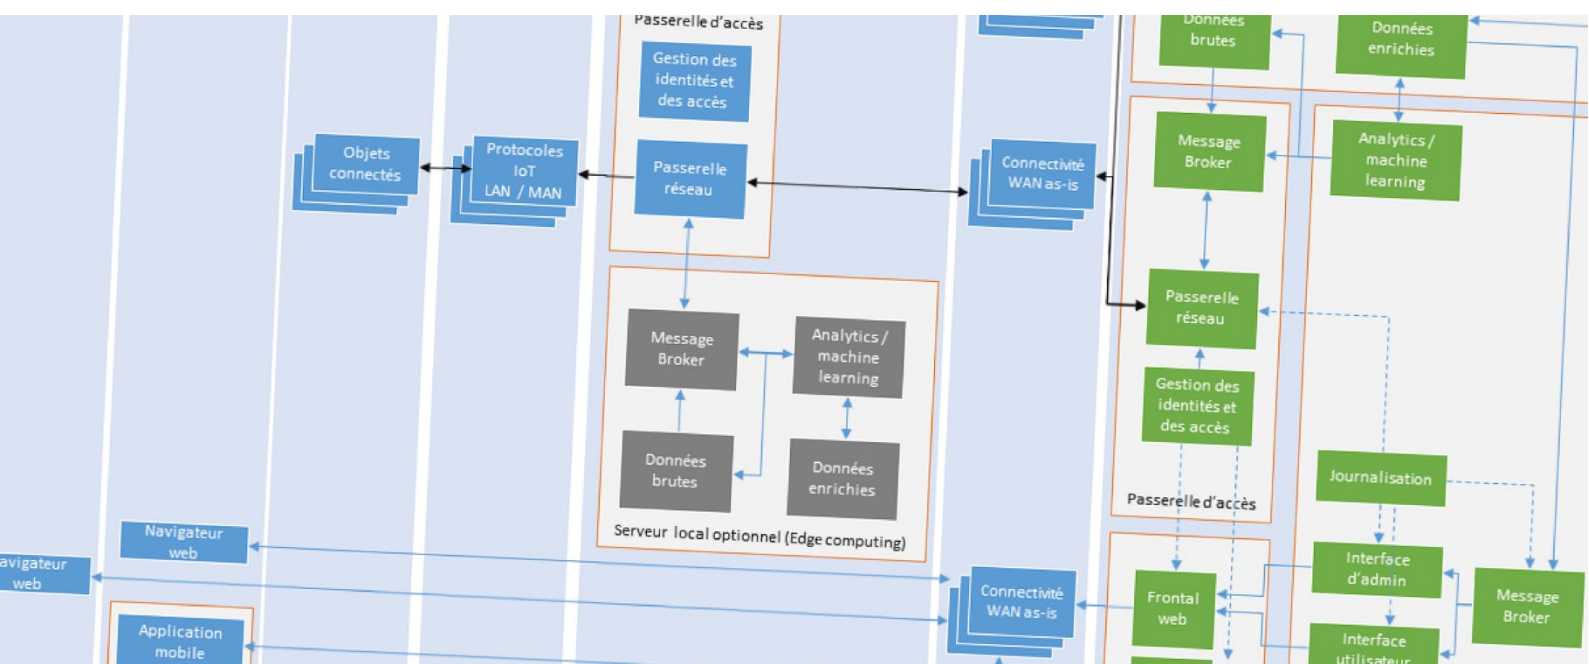 Passerelle d'accès
Gestion des
identités et
des accès
Données
brutes
Données
enrichies
Objets
connectés
Protocoles
IoT
LAN / MAN
Passerelle
réseau
Connectivité
WAN as-is
Message
Broker
Analytics /
machine
learning
Passerelle
réseau
Gestion des
identités et
des accès
Message
Broker
Analytics /
machine
learning
Données
brutes
Données
enrichies
Serveur local optionnel (Edge computing)
Passerelle d'accès
Journalisation
Navigateur
web
avigateur
web
Application
mobile
Connectivité
WAN as-is
Frontal
web
Interface
d'admin
Interface
utilisateur
Message
Broker